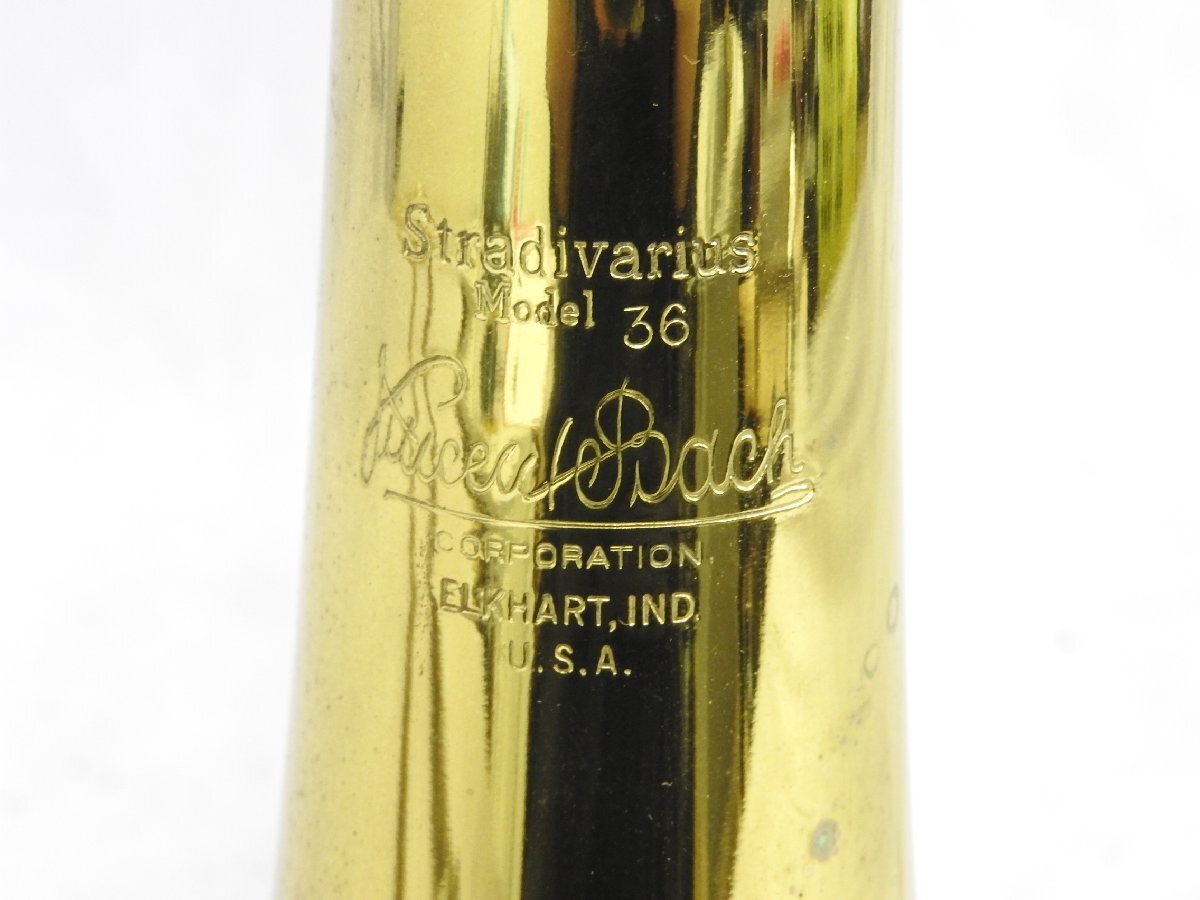 Stradivarius
Model 36
Vincent Bach
CORPORATION
ELKHART, IND.
U.S.A.